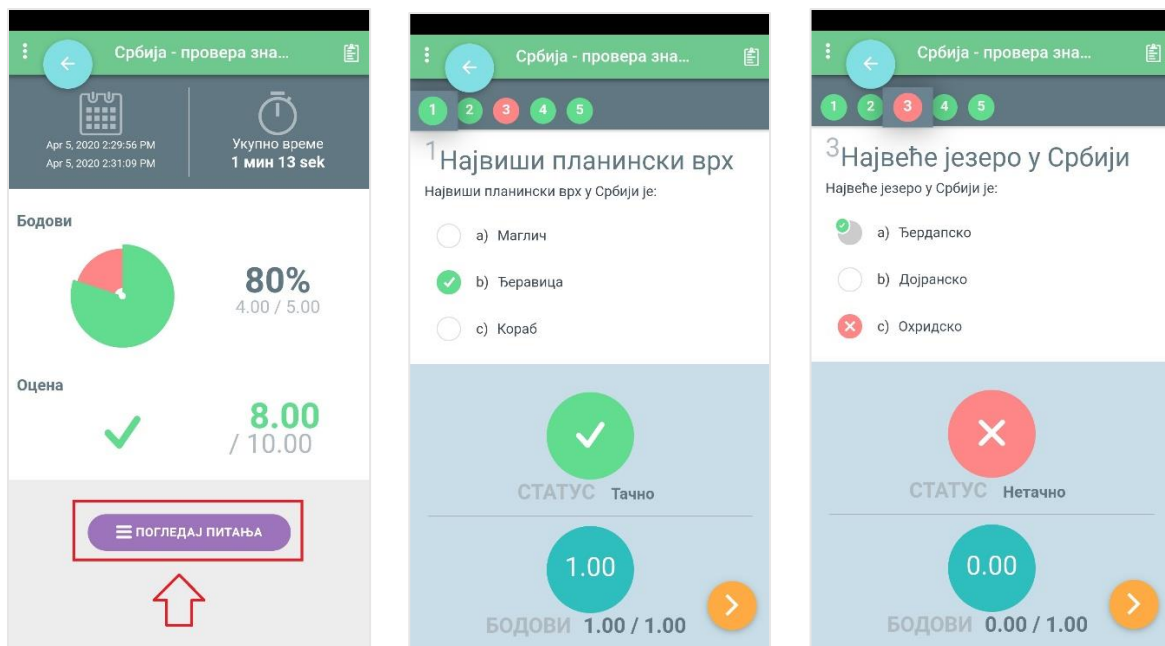 Србија - провера зна...
Apr 5, 2020 2:29:56 PM
Apr 5, 2020 2:31:09 PM
Укупно време
1 мин 13 sek
Бодови
80%
4.00 / 5.00
Оцена
8.00
/ 10.00
ПОГЛЕДАЈ ПИТАЊА
Србија - провера зна...
1 2 3 4 5
1 Највиши планински врх
Највиши планински врх у Србији је:
a) Маглич
b) Ђеравица
c) Кораб
СТАТУС Тачно
1.00
БОДОВИ 1.00 / 1.00
Србија - провера зна...
1 2 3 4 5
3 Највеће језеро у Србији
Највеће језеро у Србији је:
a) Ђердапско
b) Дојранско
c) Охридско
СТАТУС Нетачно
0.00
БОДОВИ 0.00 / 1.00